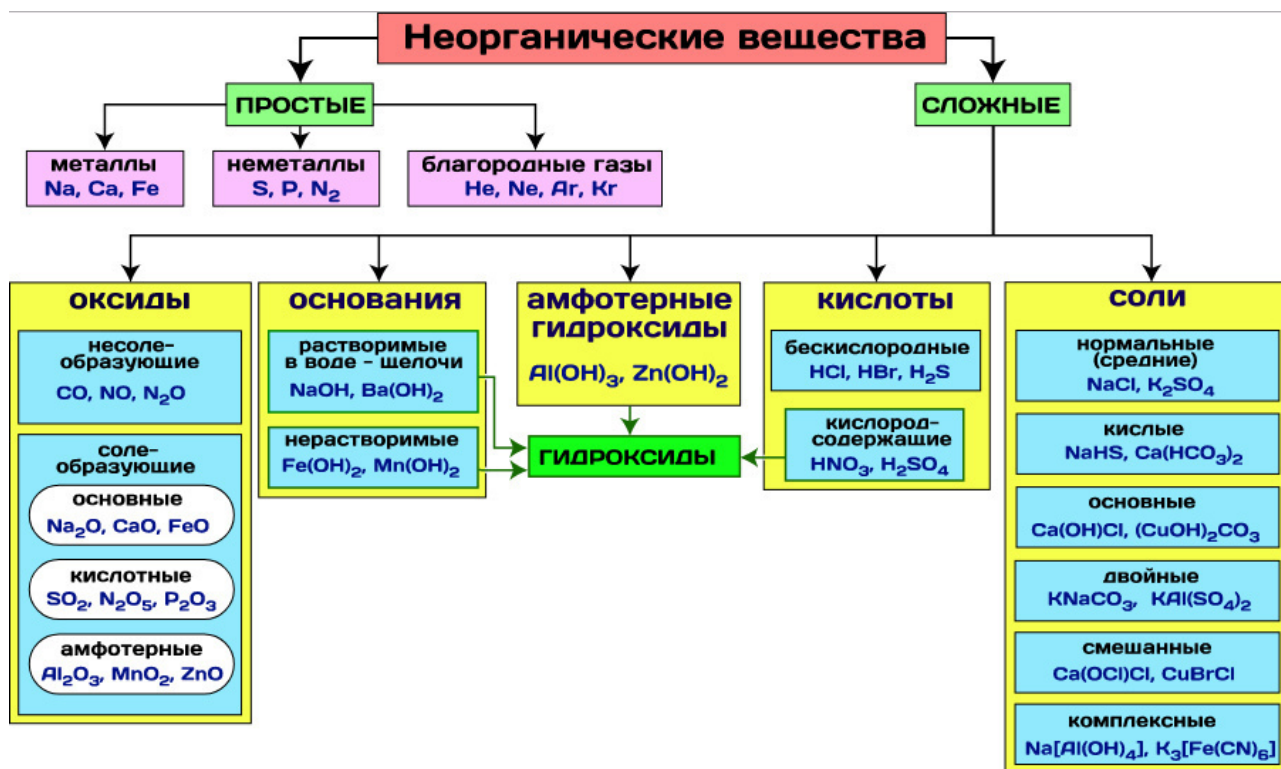 Неорганические вещества
ПРОСТЫЕ
СЛОЖНЫЕ
металлы
Na, Ca, Fe
неметаллы
S, P, N₂
благородные газы
He, Ne, Ar, Kr
оксиды
несоле-
образующие
CO, NO, N₂O
соле-
образующие
основные
Na₂O, CaO, FeO
кислотные
SO₂, N₂O₅, P₂O₃
амфотерные
Al₂O₃, MnO₂, ZnO
основания
растворимые
в воде - щелочи
NaOH, Ba(OH)₂
нерастворимые
Fe(OH)₂, Mn(OH)₂
амфотерные
гидроксиды
Al(OH)₃, Zn(OH)₂
ГИДРОКСИДЫ
кислоты
бескислородные
HCl, HBr, H₂S
кислород-
содержащие
HNO₃, H₂SO₄
соли
нормальные
(средние)
NaCl, K₂SO₄
кислые
NaHS, Ca(HCO₃)₂
основные
Ca(OH)Cl, (CuOH)₂CO₃
двойные
KNaCO₃, KAl(SO₄)₂
смешанные
Ca(OCl)Cl, CuBrCl
комплексные
Na[Al(OH)₄], K₃[Fe(CN)₆]